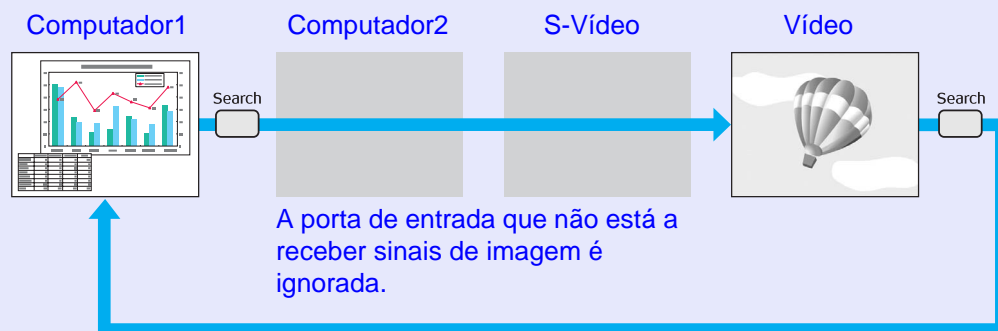 Computador1
Computador2
S-Vídeo
Vídeo
Search
Search
A porta de entrada que não está a
receber sinais de imagem é
ignorada.